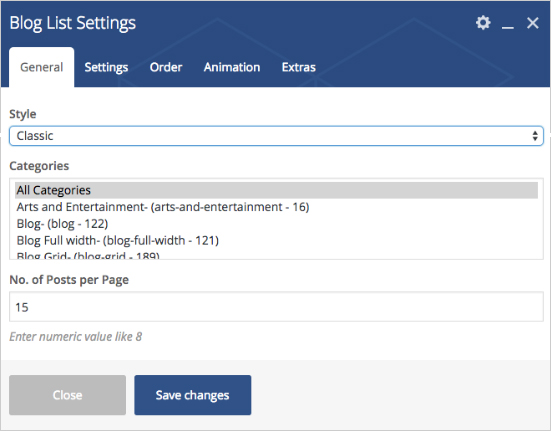 Blog List Settings
General Settings Order Animation Extras
Style
Classic
Categories
All Categories
Arts and Entertainment- (arts-and-entertainment - 16)
Blog- (blog - 122)
Blog Full width- (blog-full-width - 121)
Blog Grid- (blog-grid - 189)
No. of Posts per Page
15
Enter numeric value like 8
Close Save changes